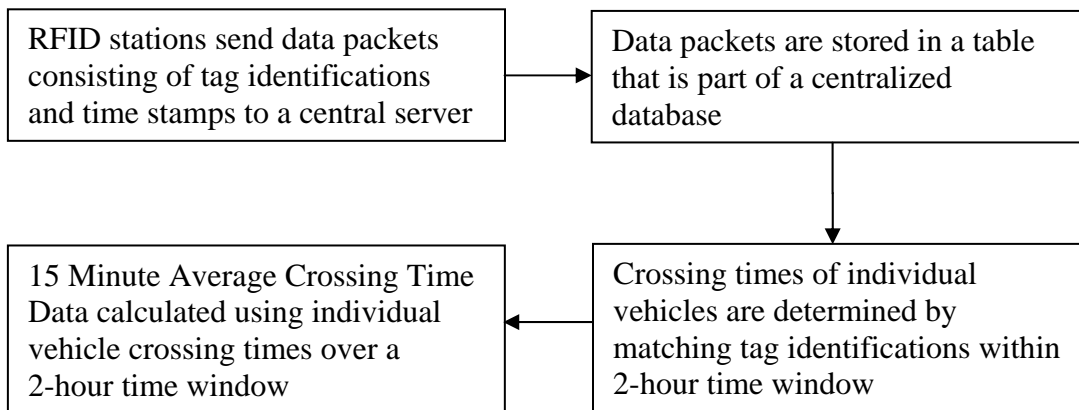 RFID stations send data packets
consisting of tag identifications
and time stamps to a central server
Data packets are stored in a table
that is part of a centralized
database
Crossing times of individual
vehicles are determined by
matching tag identifications within
2-hour time window
15 Minute Average Crossing Time
Data calculated using individual
vehicle crossing times over a
2-hour time window